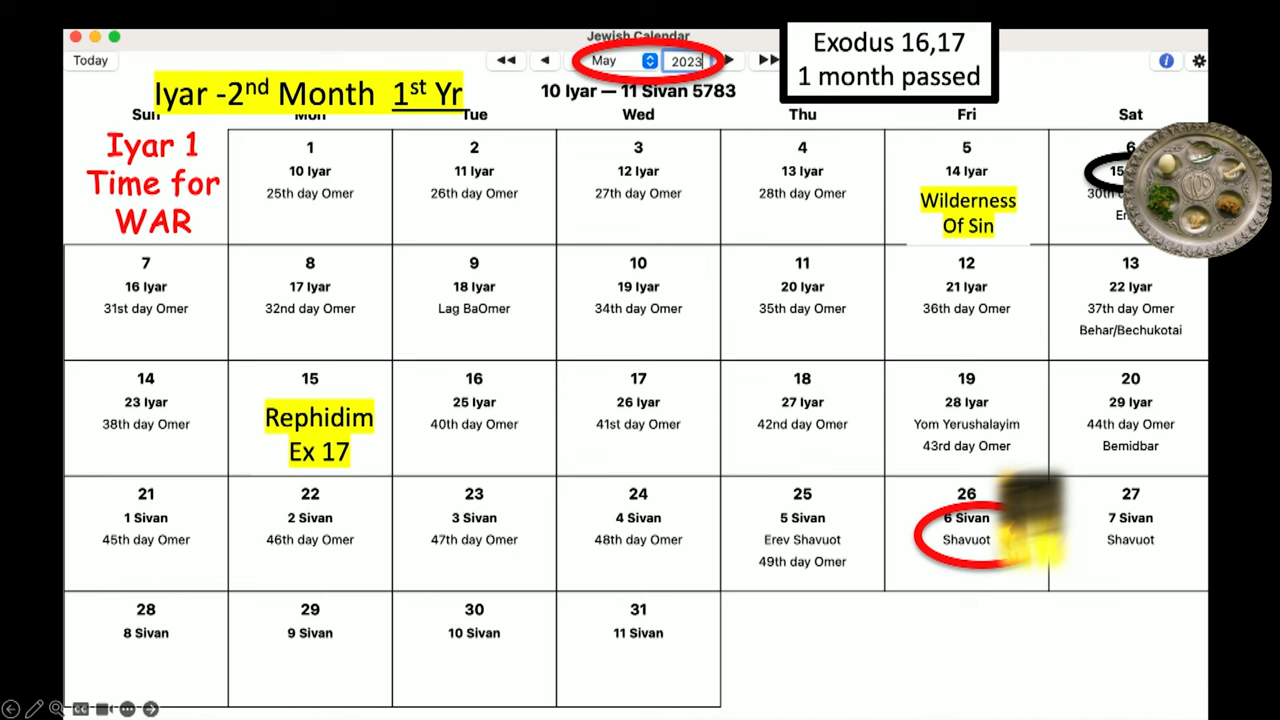 Jewish Calendar
Today
May
2023
Exodus 16,17
1 month passed
Iyar -2nd Month 1st Yr
10 Iyar — 11 Sivan 5783
Sun Mon Tue Wed Thu Fri Sat
Iyar 1
Time for
WAR
1
10 Iyar
25th day Omer
2
11 Iyar
26th day Omer
3
12 Iyar
27th day Omer
4
13 Iyar
28th day Omer
5
14 Iyar
Wilderness
Of Sin
6
15
7
16 Iyar
31st day Omer
8
17 Iyar
32nd day Omer
9
18 Iyar
Lag BaOmer
10
19 Iyar
34th day Omer
11
20 Iyar
35th day Omer
12
21 Iyar
36th day Omer
13
22 Iyar
37th day Omer
Behar/Bechukotai
14
23 Iyar
38th day Omer
15
Rephidim
Ex 17
16
25 Iyar
40th day Omer
17
26 Iyar
41st day Omer
18
27 Iyar
42nd day Omer
19
28 Iyar
Yom Yerushalayim
43rd day Omer
20
29 Iyar
44th day Omer
Bemidbar
21
1 Sivan
45th day Omer
22
2 Sivan
46th day Omer
23
3 Sivan
47th day Omer
24
4 Sivan
48th day Omer
25
5 Sivan
Erev Shavuot
49th day Omer
26
6 Sivan
Shavuot
27
7 Sivan
Shavuot
28
8 Sivan
29
9 Sivan
30
10 Sivan
31
11 Sivan